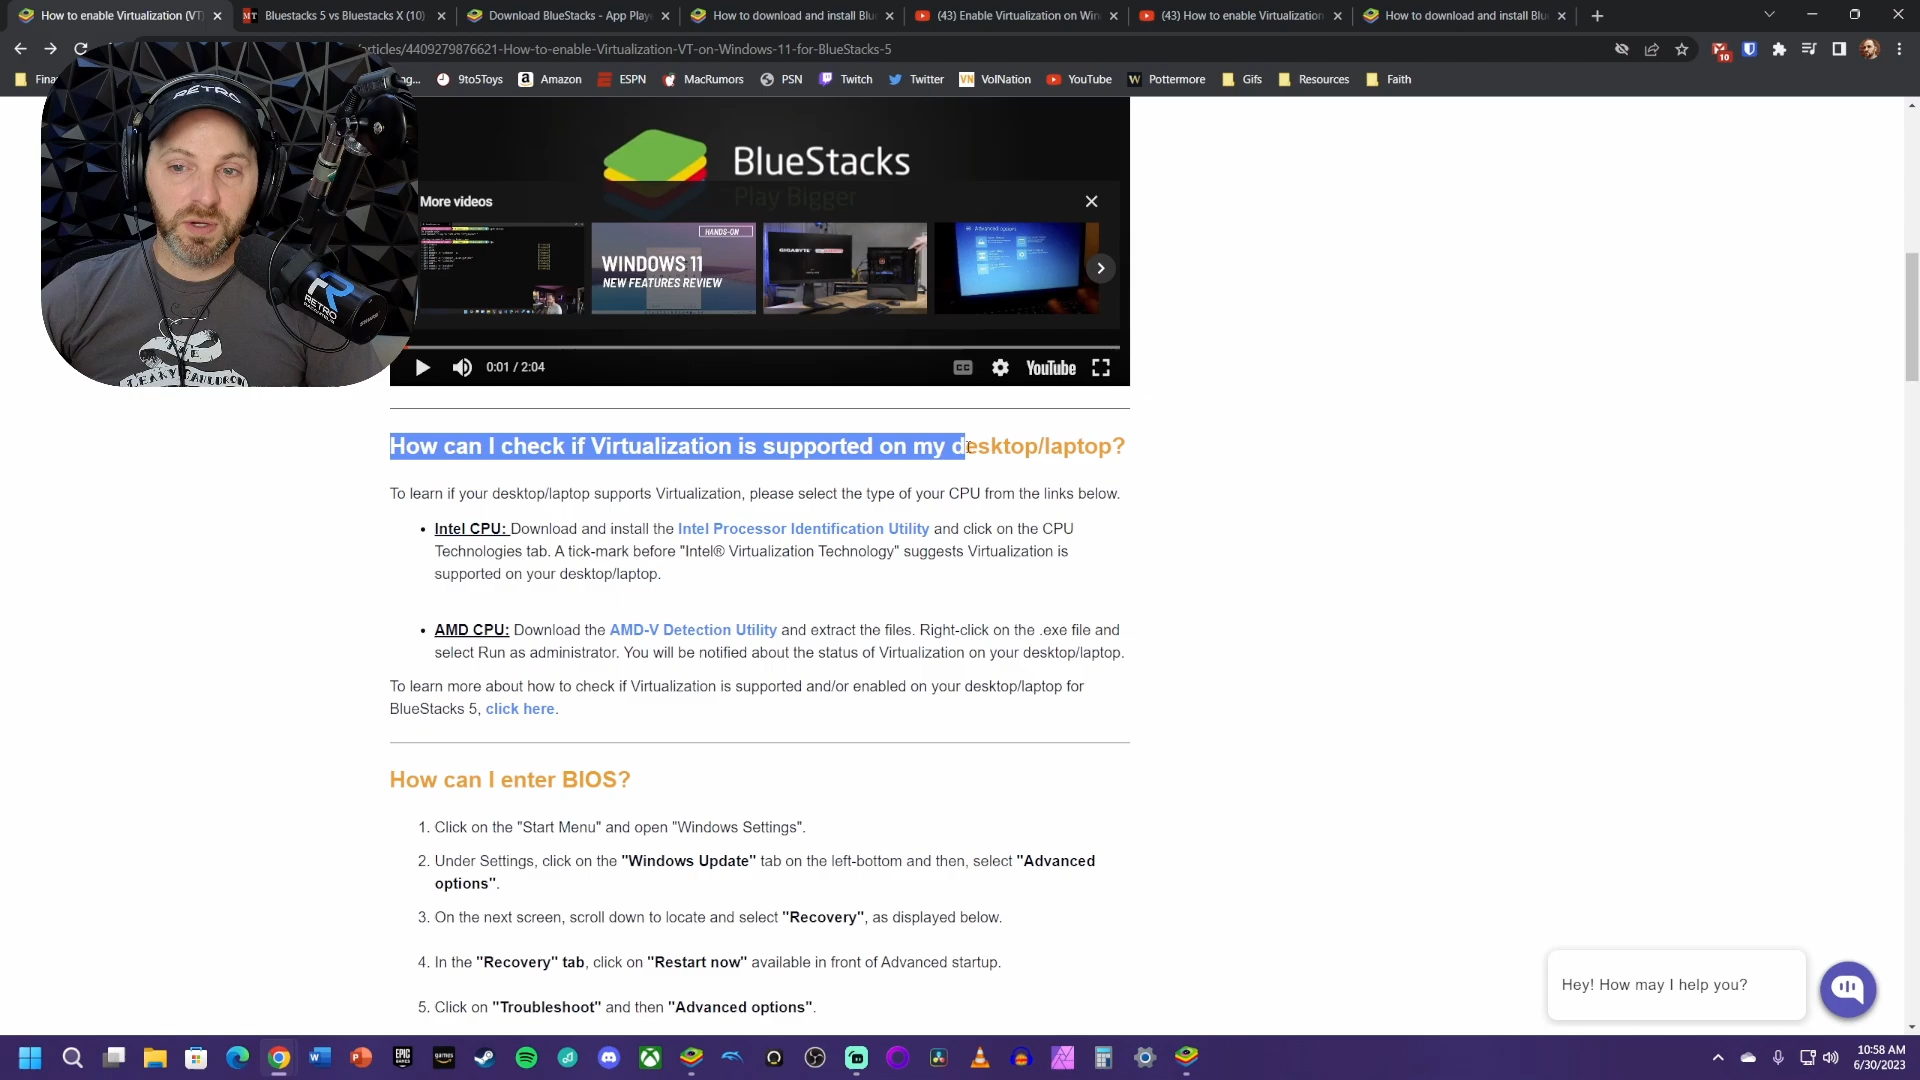 How to enable Virtualization (VT)
Bluestacks 5 vs Bluestacks X (10)
Download BlueStacks - App Playe
How to download and install Blue
(43) Enable Virtualization on Win
(43) How to enable Virtualization
How to download and install Blue
articles/4409279876621-How-to-enable-Virtualization-VT-on-Windows-11-for-BlueStacks-5
10
Finan
ng...
9to5Toys
Amazon
ESPN
MacRumors
PSN
Twitch
Twitter
VN VolNation
YouTube
W Pottermore
Gifs
Resources
Faith
RETRO
BlueStacks
Play Bigger
More videos
HANDS-ON
WINDOWS 11
NEW FEATURES REVIEW
GIGABYTE
Advanced options
0:01 / 2:04
CC
YouTube
How can I check if Virtualization is supported on my desktop/laptop?
To learn if your desktop/laptop supports Virtualization, please select the type of your CPU from the links below.
• Intel CPU: Download and install the Intel Processor Identification Utility and click on the CPU
Technologies tab. A tick-mark before "Intel® Virtualization Technology" suggests Virtualization is
supported on your desktop/laptop.
• AMD CPU: Download the AMD-V Detection Utility and extract the files. Right-click on the .exe file and
select Run as administrator. You will be notified about the status of Virtualization on your desktop/laptop.
To learn more about how to check if Virtualization is supported and/or enabled on your desktop/laptop for
BlueStacks 5, click here.
How can I enter BIOS?
1. Click on the "Start Menu" and open "Windows Settings".
2. Under Settings, click on the "Windows Update" tab on the left-bottom and then, select "Advanced
options".
3. On the next screen, scroll down to locate and select "Recovery", as displayed below.
4. In the "Recovery" tab, click on "Restart now" available in front of Advanced startup.
5. Click on "Troubleshoot" and then "Advanced options".
Hey! How may I help you?
10:58 AM
6/30/2023